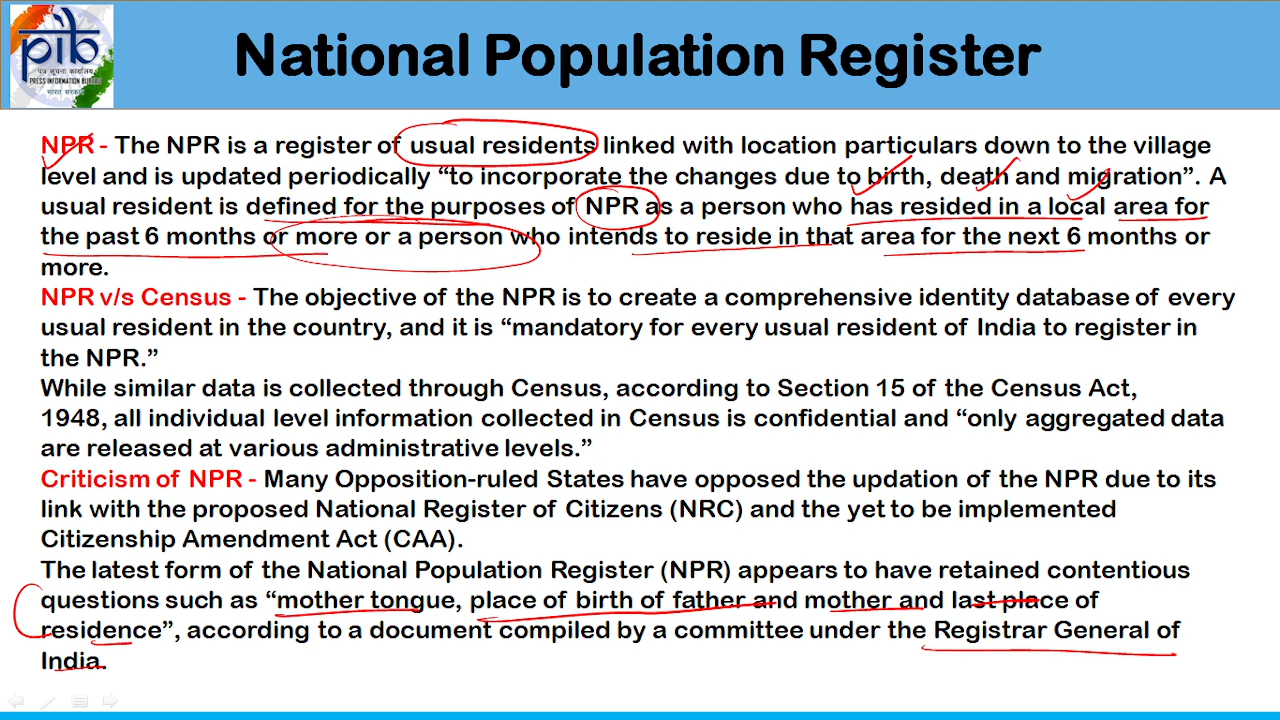 pib
पत्र सूचना कार्यालय
PRESS INFORMATION BUREAU
भारत सरकार
National Population Register
NPR - The NPR is a register of usual residents linked with location particulars down to the village
level and is updated periodically “to incorporate the changes due to birth, death and migration”. A
usual resident is defined for the purposes of NPR as a person who has resided in a local area for
the past 6 months or more or a person who intends to reside in that area for the next 6 months or
more.
NPR v/s Census - The objective of the NPR is to create a comprehensive identity database of every
usual resident in the country, and it is “mandatory for every usual resident of India to register in
the NPR.”
While similar data is collected through Census, according to Section 15 of the Census Act,
1948, all individual level information collected in Census is confidential and “only aggregated data
are released at various administrative levels.”
Criticism of NPR - Many Opposition-ruled States have opposed the updation of the NPR due to its
link with the proposed National Register of Citizens (NRC) and the yet to be implemented
Citizenship Amendment Act (CAA).
The latest form of the National Population Register (NPR) appears to have retained contentious
questions such as “mother tongue, place of birth of father and mother and last place of
residence”, according to a document compiled by a committee under the Registrar General of
India.